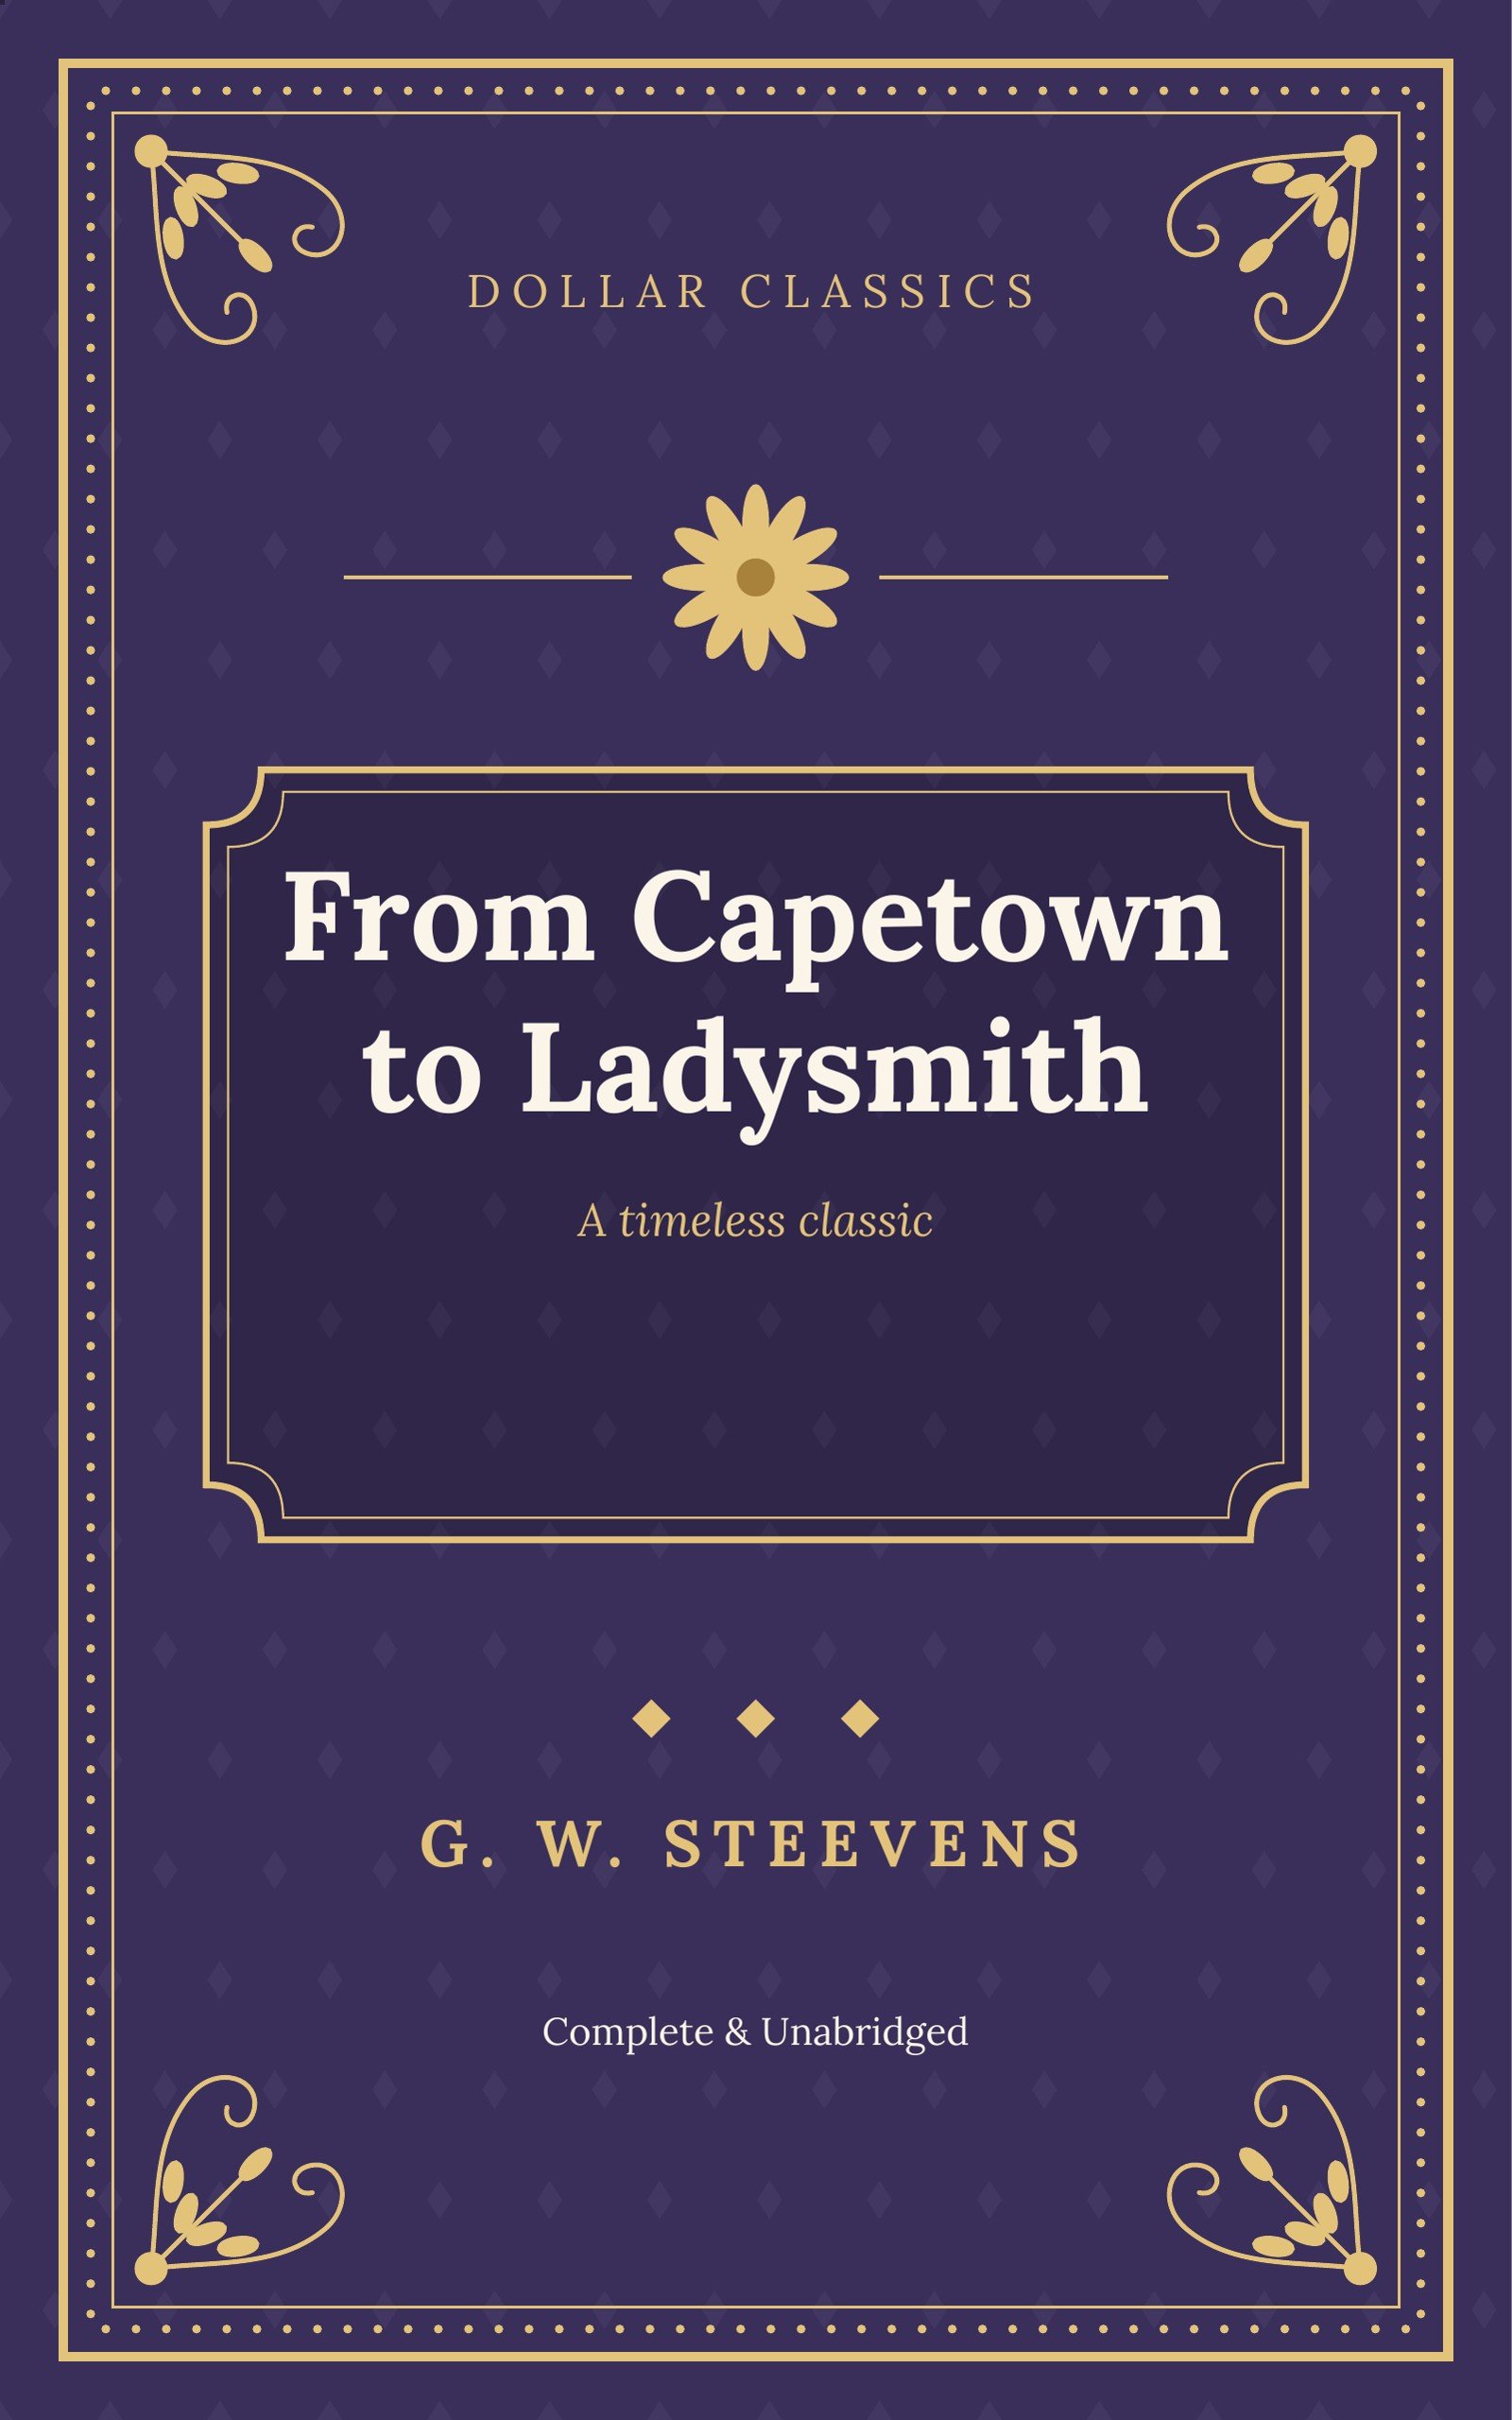 DOLLAR CLASSICS
From Capetown
to Ladysmith
A timeless classic
G. W. STEEVENS
Complete & Unabridged